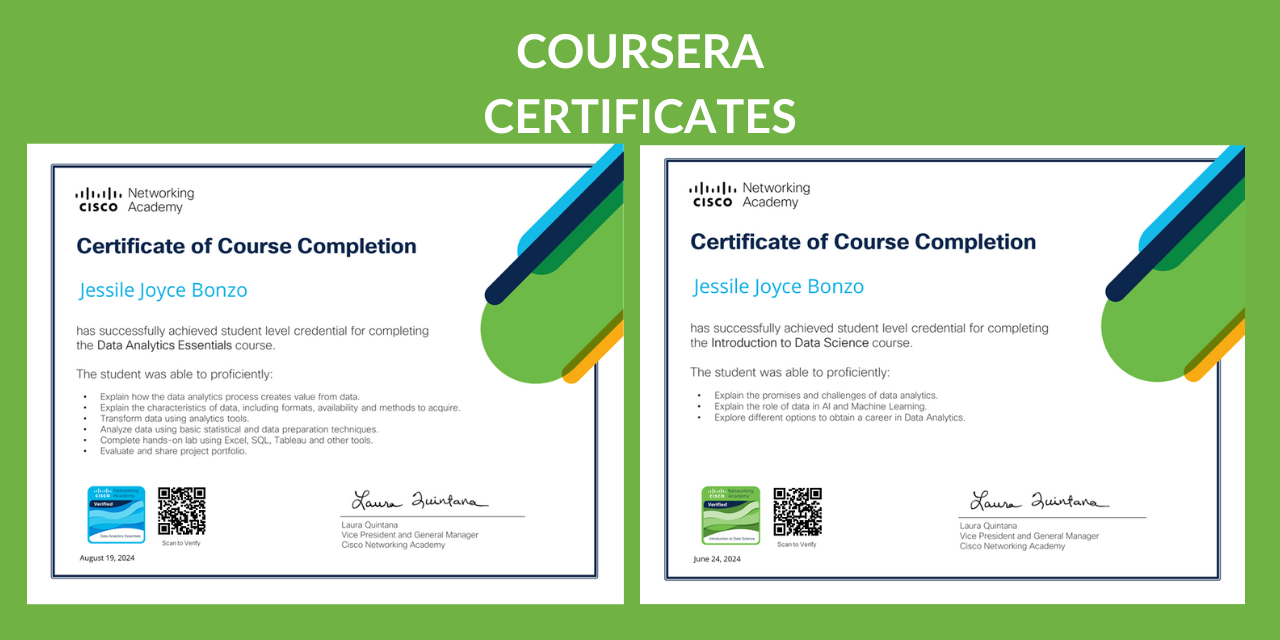 COURSERA
CERTIFICATES
CISCO Networking Academy
Certificate of Course Completion
Jessile Joyce Bonzo
has successfully achieved student level credential for completing
the Data Analytics Essentials course.
The student was able to proficiently:
• Explain how the data analytics process creates value from data.
• Explain the characteristics of data, including formats, availability and methods to acquire.
• Transform data using analytics tools.
• Analyze data using basic statistical and data preparation techniques.
• Complete hands-on lab using Excel, SQL, Tableau and other tools.
• Evaluate and share project portfolio.
CISCO Networking Academy
Verified
Data Analytics Essentials
Scan to Verify
August 19, 2024
Laura Quintana
Laura Quintana
Vice President and General Manager
Cisco Networking Academy
CISCO Networking Academy
Certificate of Course Completion
Jessile Joyce Bonzo
has successfully achieved student level credential for completing
the Introduction to Data Science course.
The student was able to proficiently:
• Explain the promises and challenges of data analytics.
• Explain the role of data in AI and Machine Learning.
• Explore different options to obtain a career in Data Analytics.
CISCO Networking Academy
Verified
Introduction to Data Science
Scan to Verify
June 24, 2024
Laura Quintana
Laura Quintana
Vice President and General Manager
Cisco Networking Academy